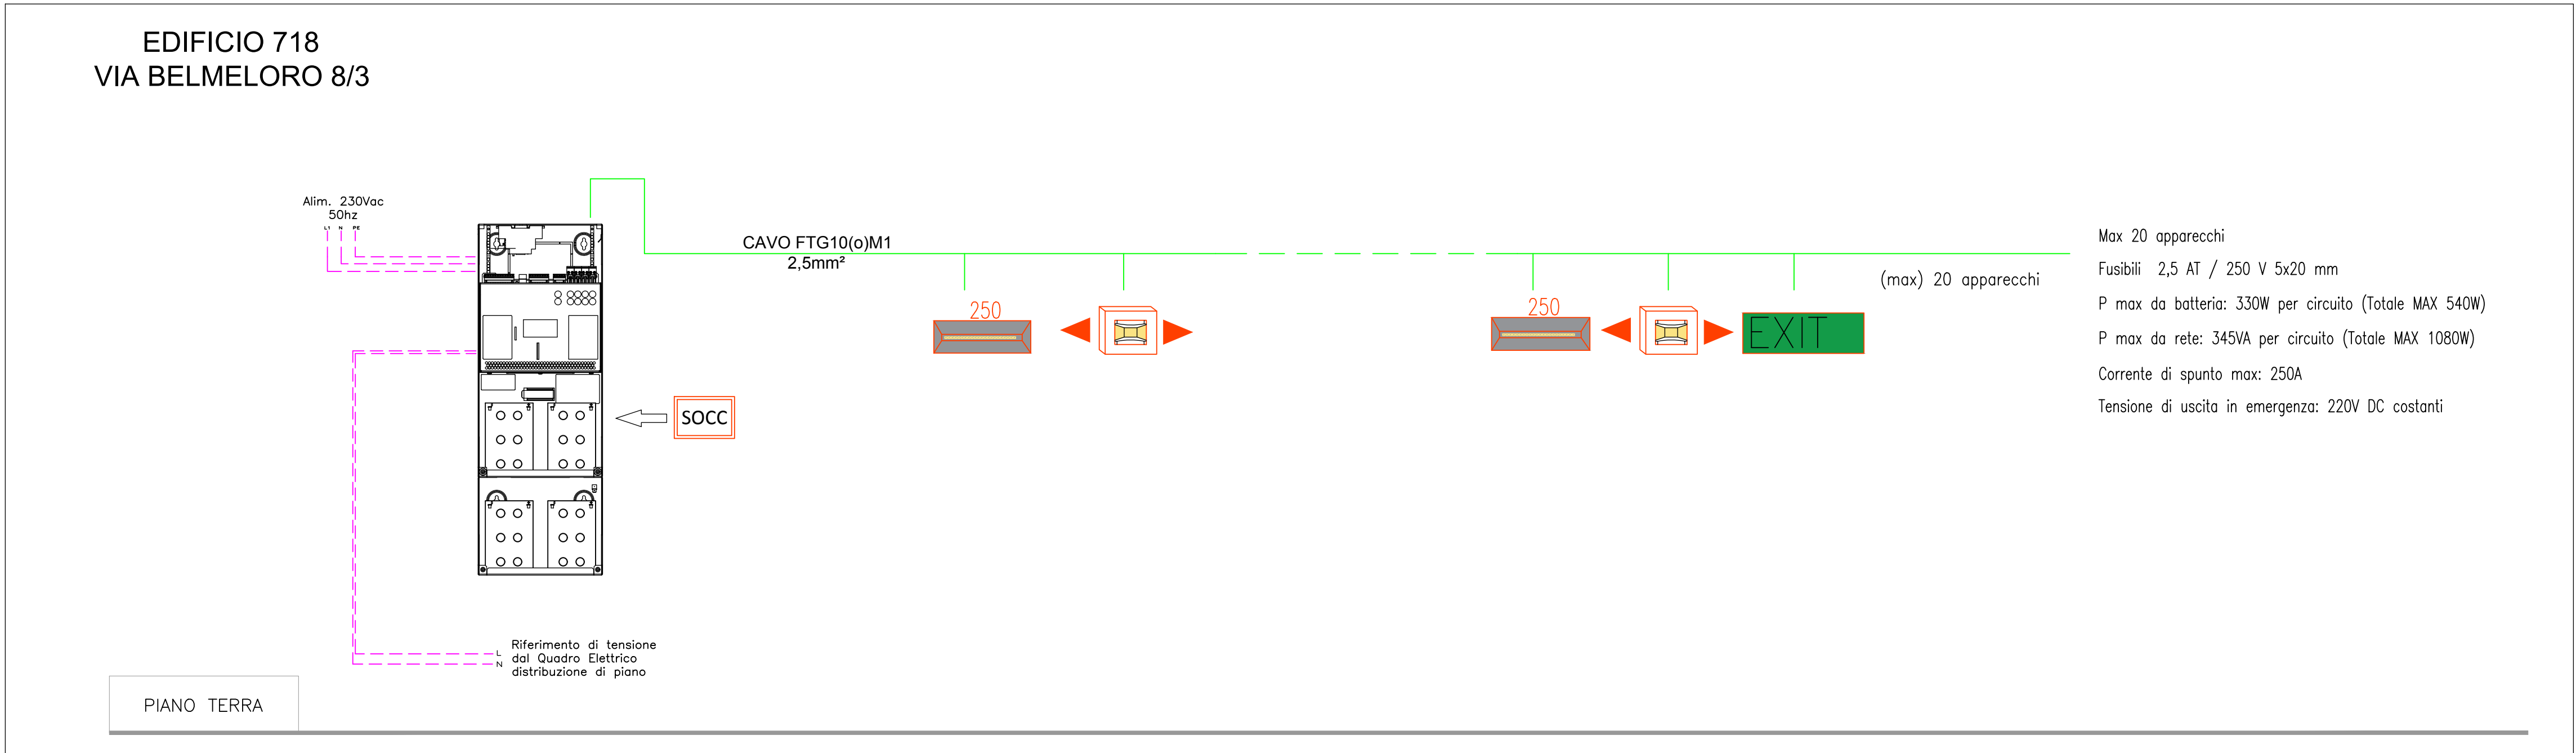 EDIFICIO 718
VIA BELMELORO 8/3
Alim. 230Vac
50hz
L1 N PE
CAVO FTG10(o)M1
2,5mm²
250
250
EXIT
(max) 20 apparecchi
Max 20 apparecchi
Fusibili 2,5 AT / 250 V 5x20 mm
P max da batteria: 330W per circuito (Totale MAX 540W)
P max da rete: 345VA per circuito (Totale MAX 1080W)
Corrente di spunto max: 250A
Tensione di uscita in emergenza: 220V DC costanti
SOCC
L
N
Riferimento di tensione
dal Quadro Elettrico
distribuzione di piano
PIANO TERRA